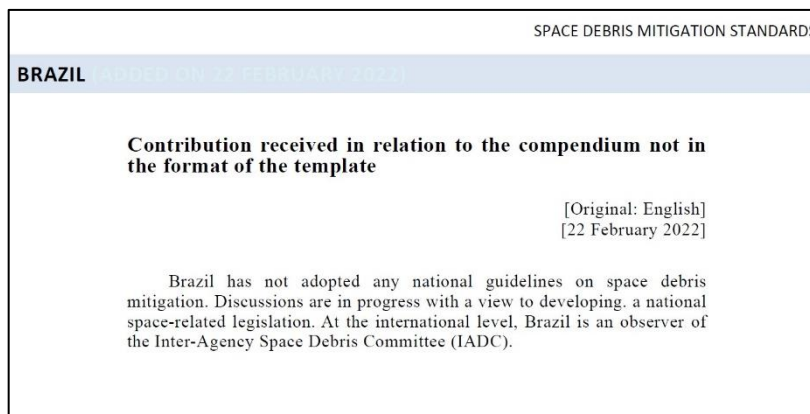 SPACE DEBRIS MITIGATION STANDARDS
BRAZIL (ADDED ON 22 FEBRUARY 2022)
Contribution received in relation to the compendium not in
the format of the template
[Original: English]
[22 February 2022]
Brazil has not adopted any national guidelines on space debris
mitigation. Discussions are in progress with a view to developing. a national
space-related legislation. At the international level, Brazil is an observer of
the Inter-Agency Space Debris Committee (IADC).